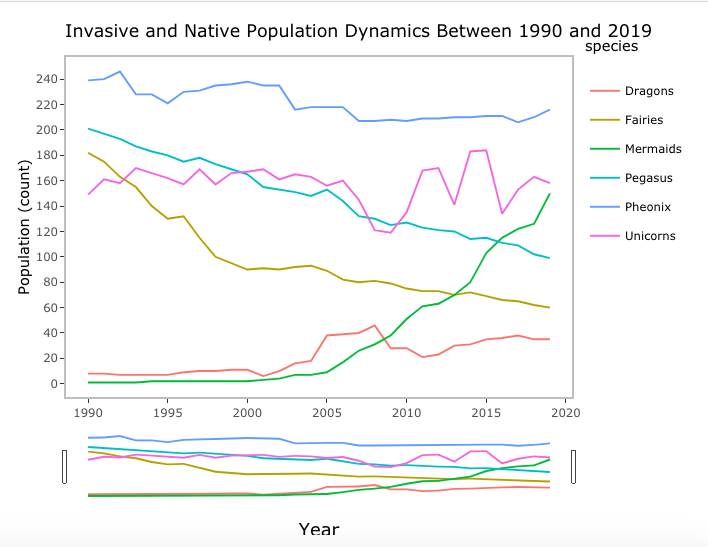 Invasive and Native Population Dynamics Between 1990 and 2019
species
Dragons
Fairies
Mermaids
Pegasus
Pheonix
Unicorns
Population (count)
240
220
200
180
160
140
120
100
80
60
40
20
0
1990 1995 2000 2005 2010 2015 2020
Year